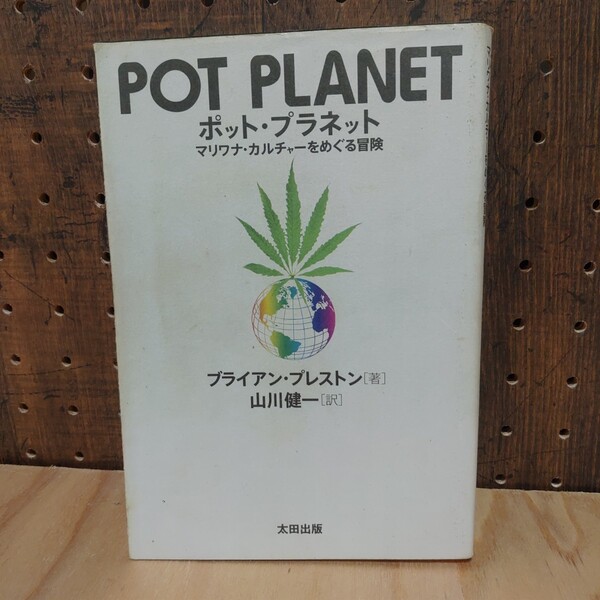 POT PLANET
ポット・プラネット
マリワナ・カルチャーをめぐる冒険
ブライアン・プレストン[著]
山川健一[訳]
太田出版